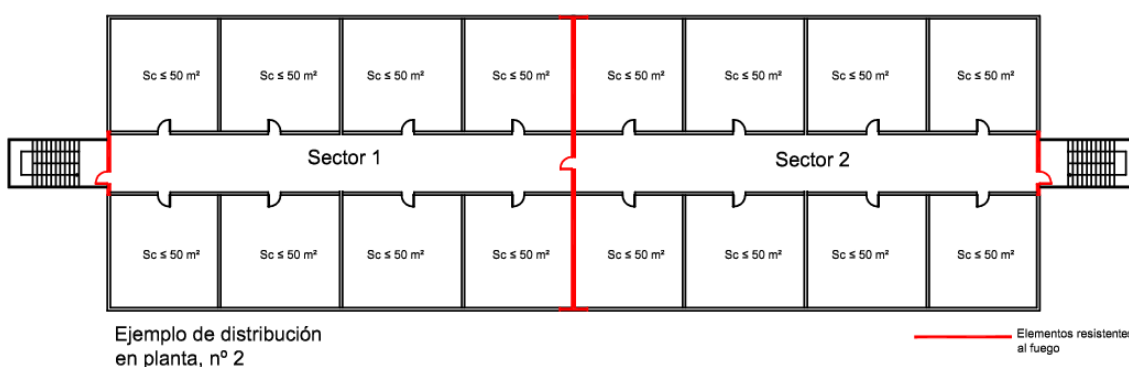 Sc ≤ 50 m² Sc ≤ 50 m² Sc ≤ 50 m² Sc ≤ 50 m² Sc ≤ 50 m² Sc ≤ 50 m² Sc ≤ 50 m² Sc ≤ 50 m²
Sector 1 Sector 2
Sc ≤ 50 m² Sc ≤ 50 m² Sc ≤ 50 m² Sc ≤ 50 m² Sc ≤ 50 m² Sc ≤ 50 m² Sc ≤ 50 m² Sc ≤ 50 m²
Ejemplo de distribución
en planta, nº 2
Elementos resistentes
al fuego